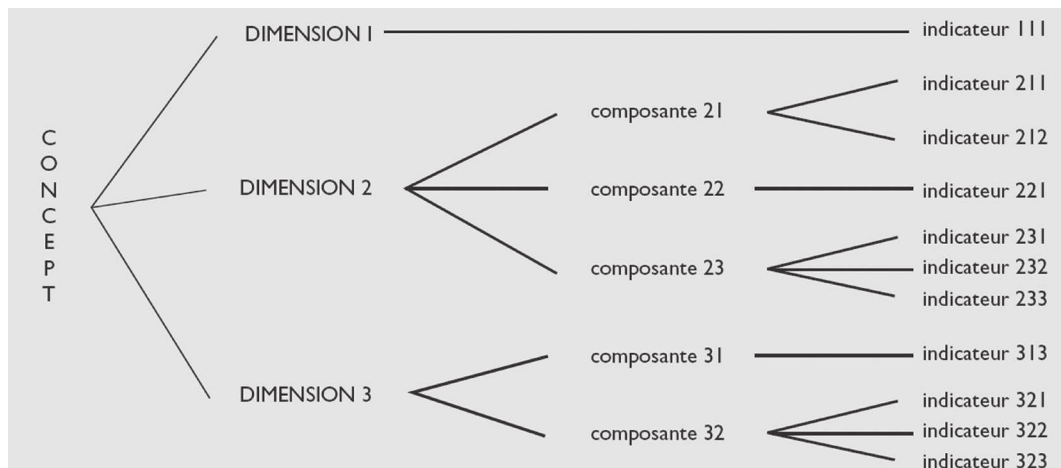 CONCEPT
DIMENSION 1
indicateur 111
DIMENSION 2
composante 21
indicateur 211
indicateur 212
composante 22
indicateur 221
composante 23
indicateur 231
indicateur 232
indicateur 233
DIMENSION 3
composante 31
indicateur 313
composante 32
indicateur 321
indicateur 322
indicateur 323